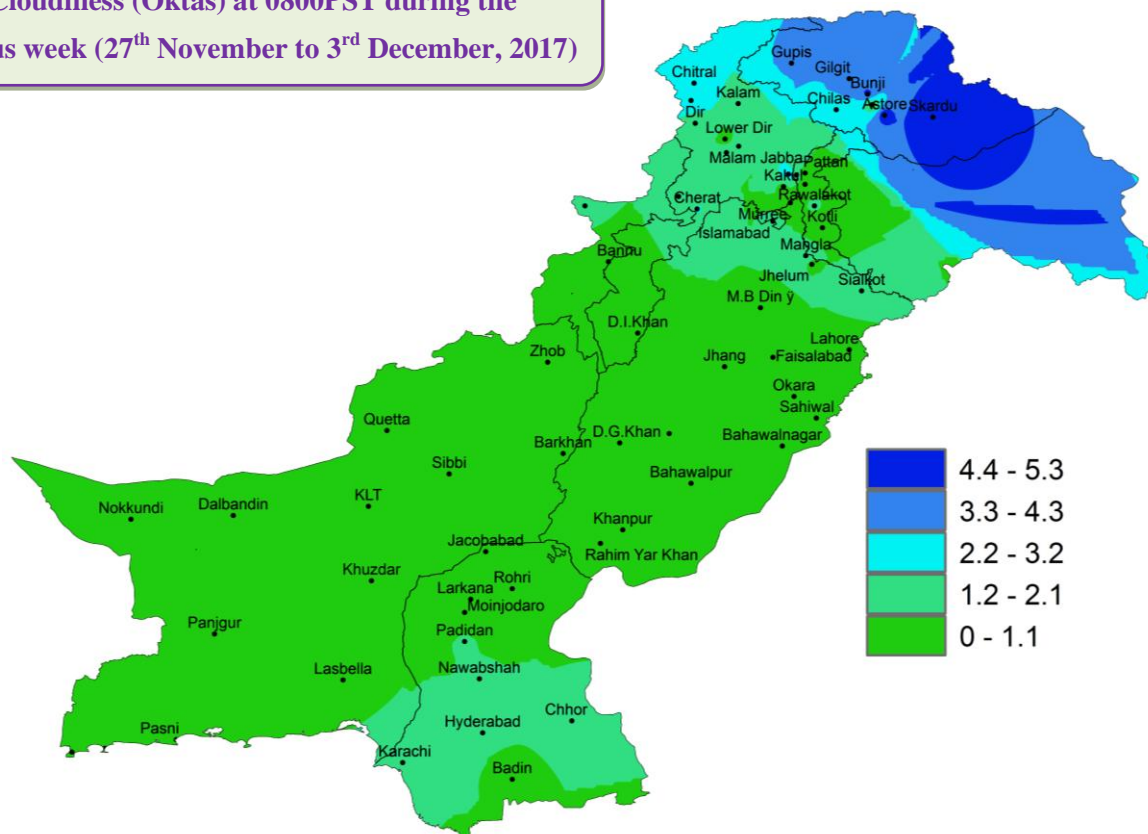 Cloudiness (Oktas) at 0800PST during the
us week (27th November to 3rd December, 2017)
Gupis
Gilgit
Chitral
Bunji
Kalam
Chilas
Astore
Skardu
Dir
Lower Dir
Malam Jabba
Pattan
Kakul
Rawalakot
Cherat
Murree
Kotli
Islamabad
Mangla
Bannu
Jhelum
Sialkot
M.B Din ÿ
D.I.Khan
Lahore
Zhob
Jhang
Faisalabad
Okara
Sahiwal
Quetta
D.G.Khan
Bahawalnagar
Barkhan
Sibbi
Bahawalpur
4.4 - 5.3
Nokkundi
Dalbandin
KLT
3.3 - 4.3
Khanpur
Jacobabad
Rahim Yar Khan
2.2 - 3.2
Khuzdar
Rohri
Larkana
Moinjodaro
1.2 - 2.1
Panjgur
Padidan
0 - 1.1
Lasbella
Nawabshah
Chhor
Pasni
Hyderabad
Karachi
Badin